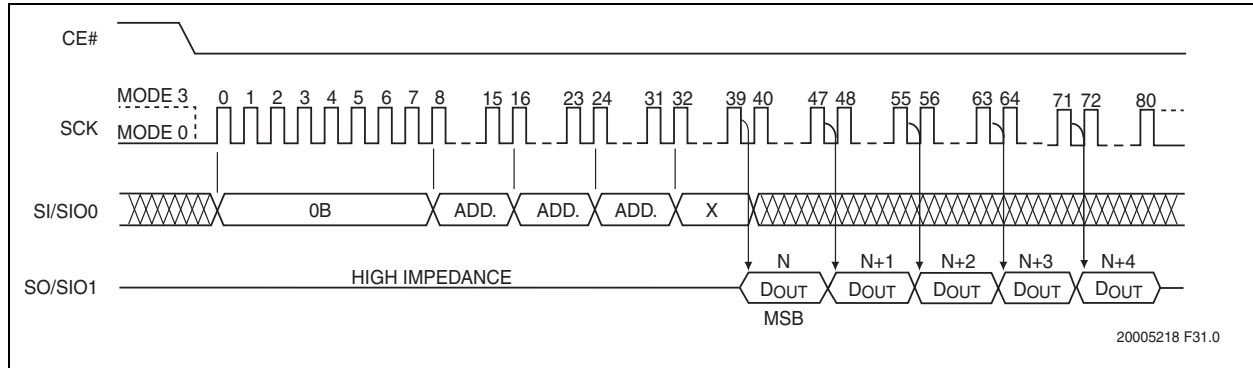 CE#
MODE 3
0 1 2 3 4 5 6 7 8 15 16 23 24 31 32 39 40 47 48 55 56 63 64 71 72 80
SCK
MODE 0
SI/SIO0 0B ADD. ADD. ADD. X
N N+1 N+2 N+3 N+4
SO/SIO1 HIGH IMPEDANCE DOUT DOUT DOUT DOUT DOUT
MSB
20005218 F31.0